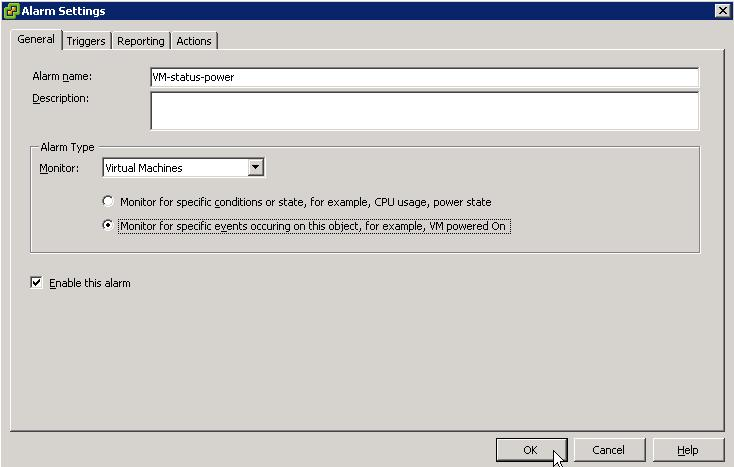 Alarm Settings
General Triggers Reporting Actions
Alarm name: VM-status-power
Description:
Alarm Type
Monitor: Virtual Machines
Monitor for specific conditions or state, for example, CPU usage, power state
Monitor for specific events occuring on this object, for example, VM powered On
Enable this alarm
OK Cancel Help